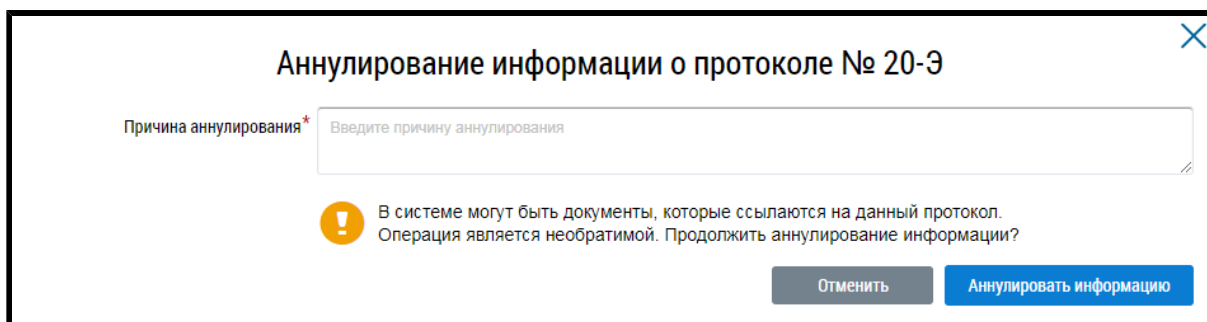 Аннулирование информации о протоколе № 20-Э
Причина аннулирования*
Введите причину аннулирования
В системе могут быть документы, которые ссылаются на данный протокол.
Операция является необратимой. Продолжить аннулирование информации?
Отменить
Аннулировать информацию